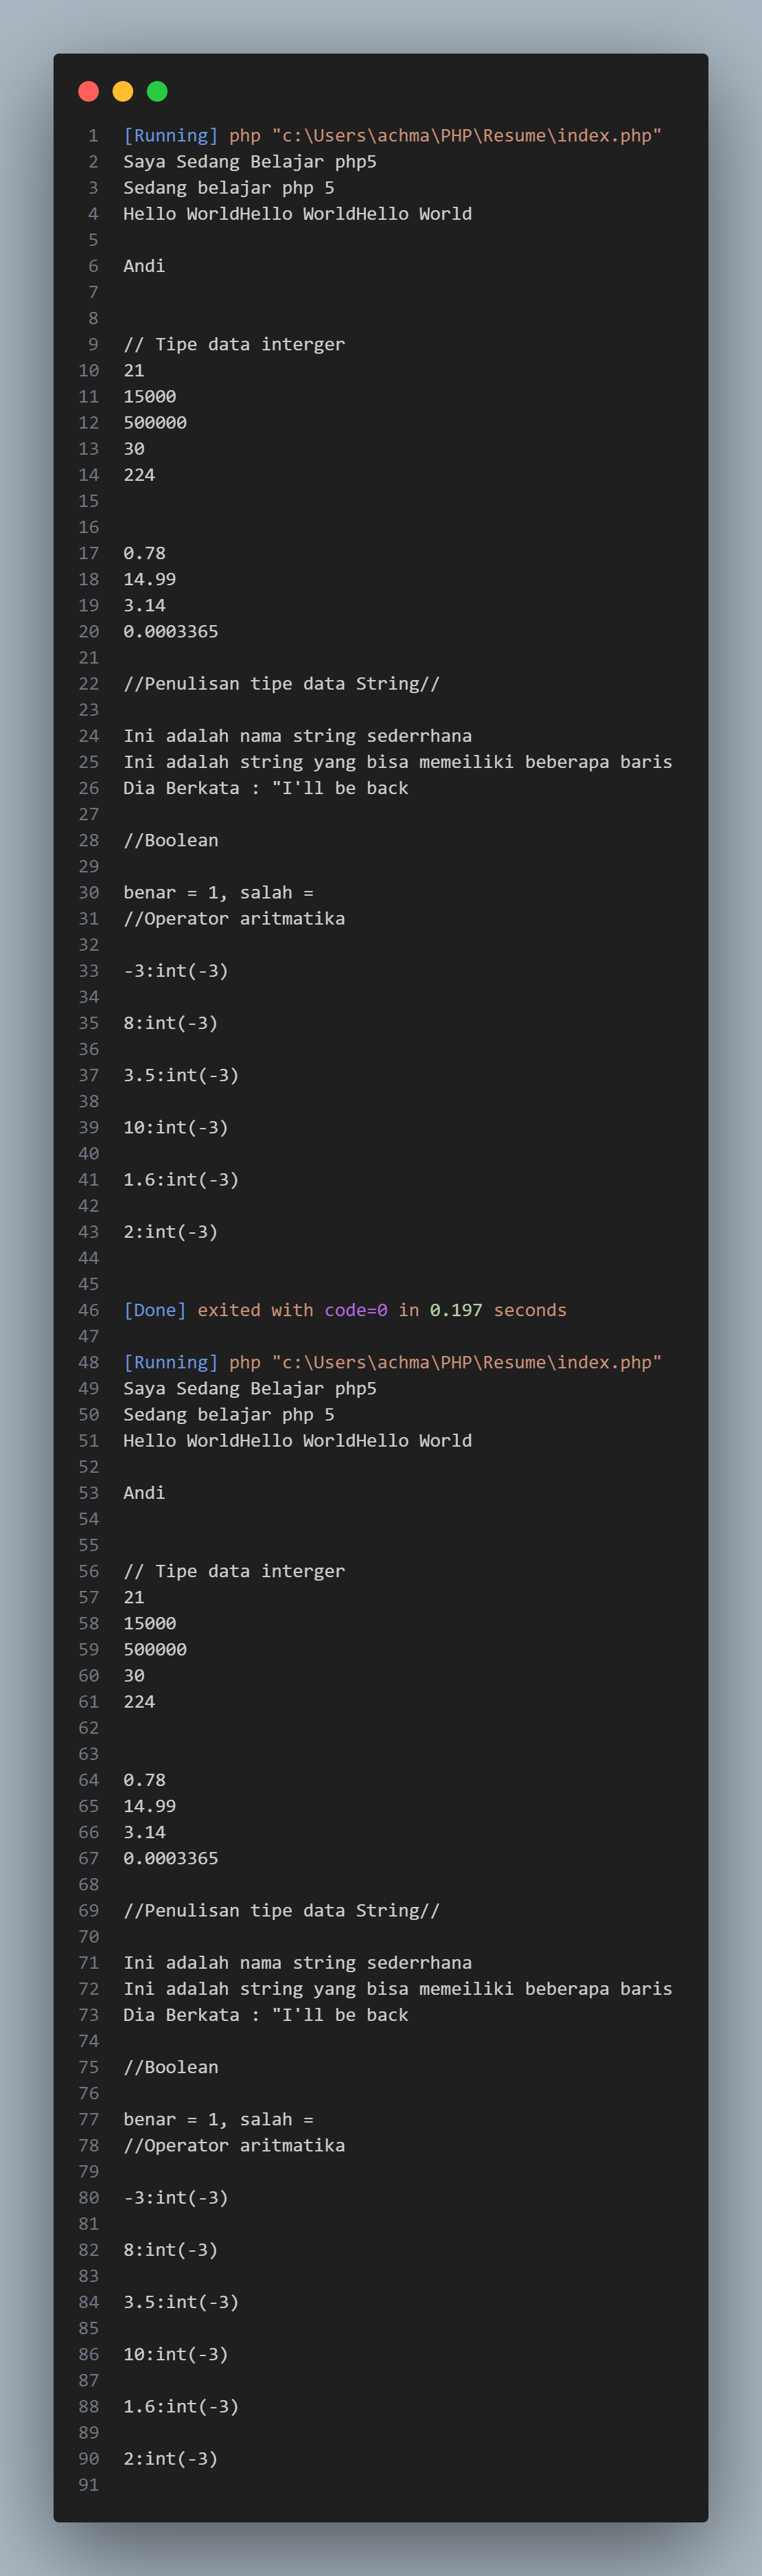 1 [Running] php "c:\Users\achma\PHP\Resume\index.php"
2 Saya Sedang Belajar php5
3 Sedang belajar php 5
4 Hello WorldHello WorldHello World
5
6 Andi
7
8
9 // Tipe data interger
10 21
11 15000
12 500000
13 30
14 224
15
16
17 0.78
18 14.99
19 3.14
20 0.0003365
21
22 //Penulisan tipe data String//
23
24 Ini adalah nama string sederrhana
25 Ini adalah string yang bisa memeiliki beberapa baris
26 Dia Berkata : "I'll be back
27
28 //Boolean
29
30 benar = 1, salah =
31 //Operator aritmatika
32
33 -3:int(-3)
34
35 8:int(-3)
36
37 3.5:int(-3)
38
39 10:int(-3)
40
41 1.6:int(-3)
42
43 2:int(-3)
44
45
46 [Done] exited with code=0 in 0.197 seconds
47
48 [Running] php "c:\Users\achma\PHP\Resume\index.php"
49 Saya Sedang Belajar php5
50 Sedang belajar php 5
51 Hello WorldHello WorldHello World
52
53 Andi
54
55
56 // Tipe data interger
57 21
58 15000
59 500000
60 30
61 224
62
63
64 0.78
65 14.99
66 3.14
67 0.0003365
68
69 //Penulisan tipe data String//
70
71 Ini adalah nama string sederrhana
72 Ini adalah string yang bisa memeiliki beberapa baris
73 Dia Berkata : "I'll be back
74
75 //Boolean
76
77 benar = 1, salah =
78 //Operator aritmatika
79
80 -3:int(-3)
81
82 8:int(-3)
83
84 3.5:int(-3)
85
86 10:int(-3)
87
88 1.6:int(-3)
89
90 2:int(-3)
91